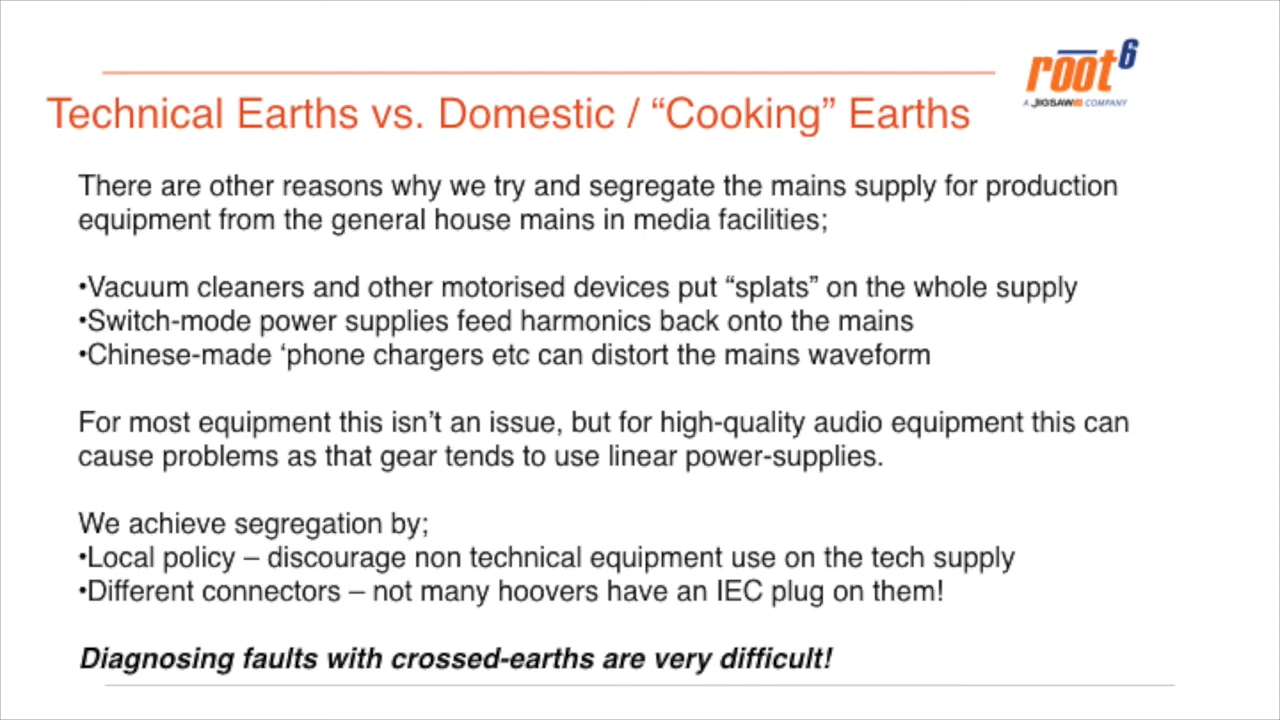 root6
A JIGSAW COMPANY
Technical Earths vs. Domestic / “Cooking” Earths
There are other reasons why we try and segregate the mains supply for production
equipment from the general house mains in media facilities;
•Vacuum cleaners and other motorised devices put “splats” on the whole supply
•Switch-mode power supplies feed harmonics back onto the mains
•Chinese-made ‘phone chargers etc can distort the mains waveform
For most equipment this isn’t an issue, but for high-quality audio equipment this can
cause problems as that gear tends to use linear power-supplies.
We achieve segregation by;
•Local policy – discourage non technical equipment use on the tech supply
•Different connectors – not many hoovers have an IEC plug on them!
Diagnosing faults with crossed-earths are very difficult!